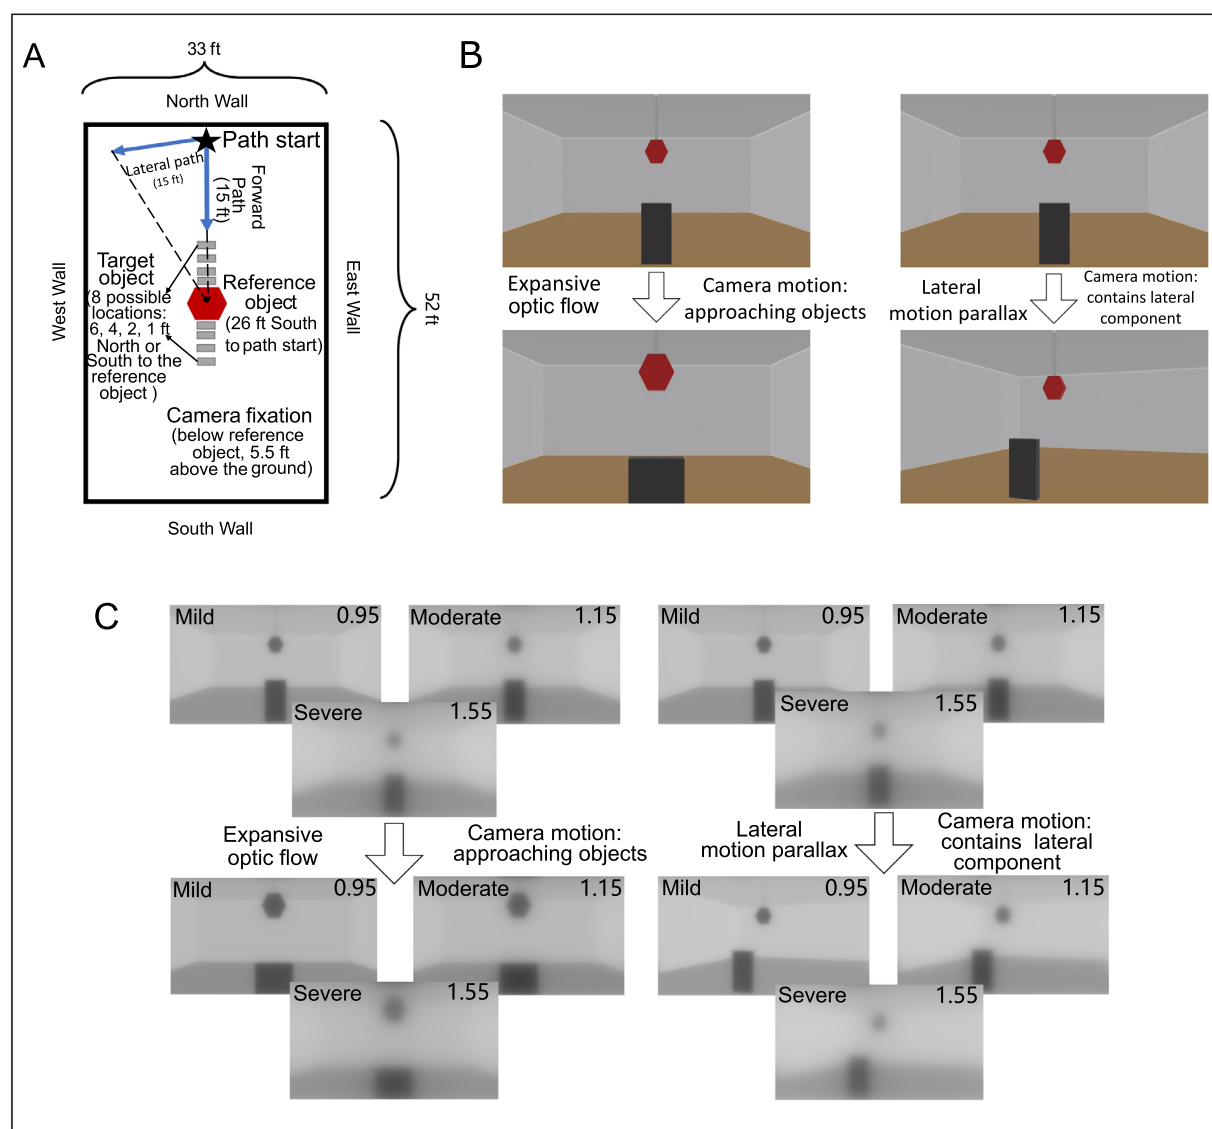 A
33 ft
North Wall
Path start
Lateral path
(15 ft)
Forward
Path
(15 ft)
West Wall
East Wall
52 ft
Target
object
(8 possible
locations:
6, 4, 2, 1 ft
North or
South to the
reference
object )
Reference
object
(26 ft South
to path start)
Camera fixation
(below reference
object, 5.5 ft
above the ground)
South Wall
B
Expansive
optic flow
Camera motion:
approaching objects
Lateral
motion parallax
Camera motion:
contains lateral
component
C
Mild 0.95
Moderate 1.15
Severe 1.55
Mild 0.95
Moderate 1.15
Severe 1.55
Expansive
optic flow
Camera motion:
approaching objects
Lateral
motion parallax
Camera motion:
contains lateral
component
Mild 0.95
Moderate 1.15
Severe 1.55
Mild 0.95
Moderate 1.15
Severe 1.55